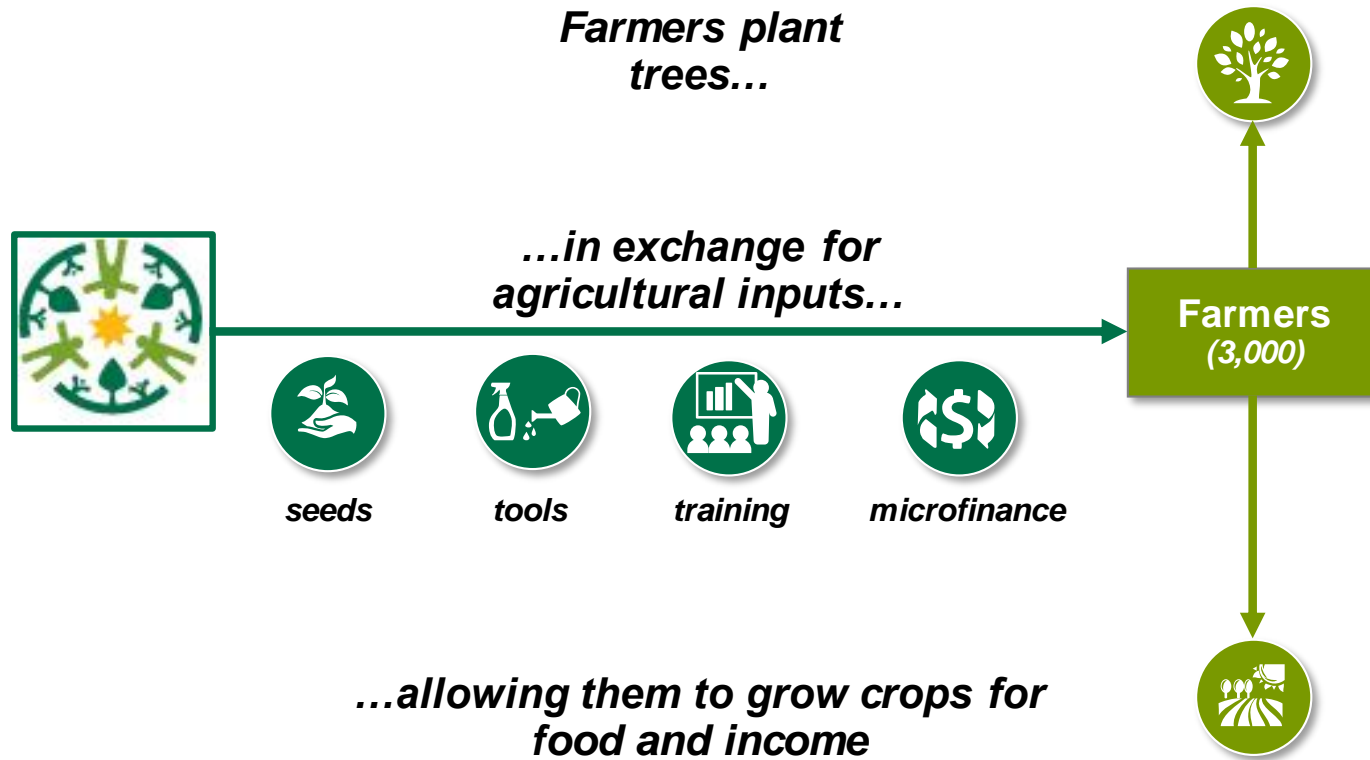 Farmers plant
trees…
…in exchange for
agricultural inputs…
Farmers
(3,000)
seeds
tools
training
microfinance
…allowing them to grow crops for
food and income